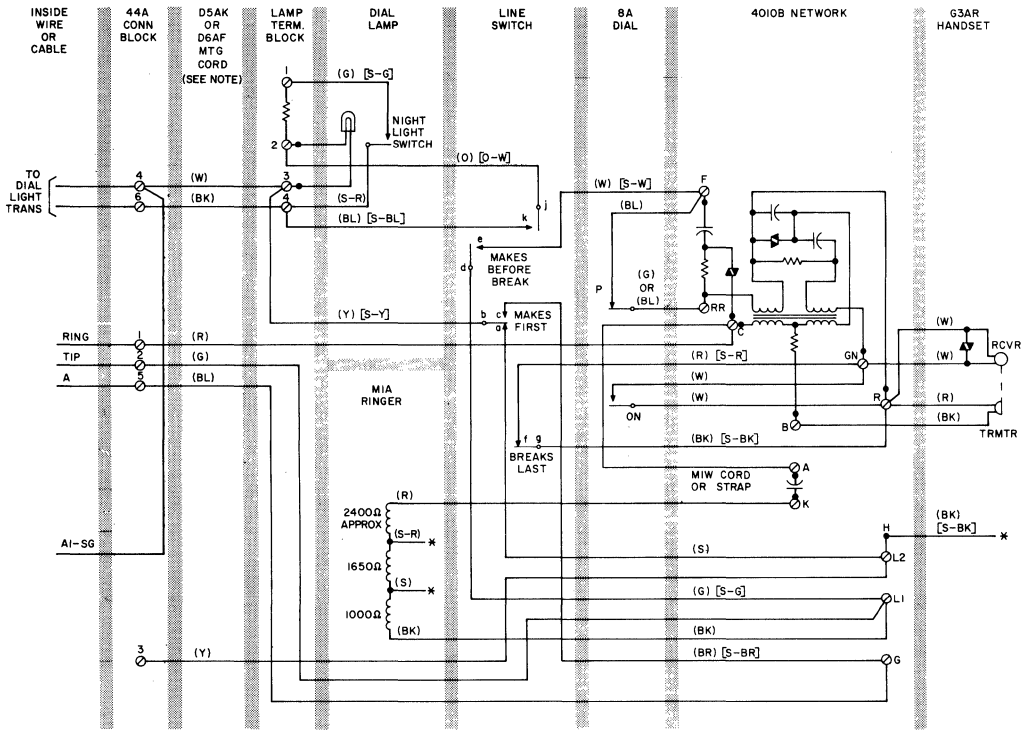 INSIDE
WIRE
OR
CABLE
44A
CONN
BLOCK
D5AK
OR
D6AF
MTG
CORD
(SEE NOTE)
LAMP
TERM.
BLOCK
DIAL
LAMP
LINE
SWITCH
8A
DIAL
4010B NETWORK
G3AR
HANDSET
1
(G) [S-G]
NIGHT
LIGHT
SWITCH
2
(O) [O-W]
TO
DIAL
LIGHT
TRANS
4
(W)
3
6
(BK)
4
(S-R)
(BL) [S-BL]
k
j
(W) [S-W]
F
(BL)
e
MAKES
BEFORE
BREAK
d
P
(G)
OR
(BL)
RR
(Y) [S-Y]
b
c
a
MAKES
FIRST
C
RING
1
(R)
TIP
2
(G)
A
5
(BL)
(R) [S-R]
GN
(W)
(W)
RCVR
(W)
(W)
ON
R
(R)
(BK)
TRMTR
B
f g
BREAKS
LAST
(BK) [S-BK]
M1A
RINGER
M1W CORD
OR STRAP
A
K
(R)
2400Ω
APPROX
(S-R)
*
1650Ω
(S)
*
1000Ω
(BK)
A1-SG
H
(BK)
[S-BK]
*
(S)
L2
(G) [S-G]
L1
(BK)
3
(Y)
(BR) [S-BR]
G